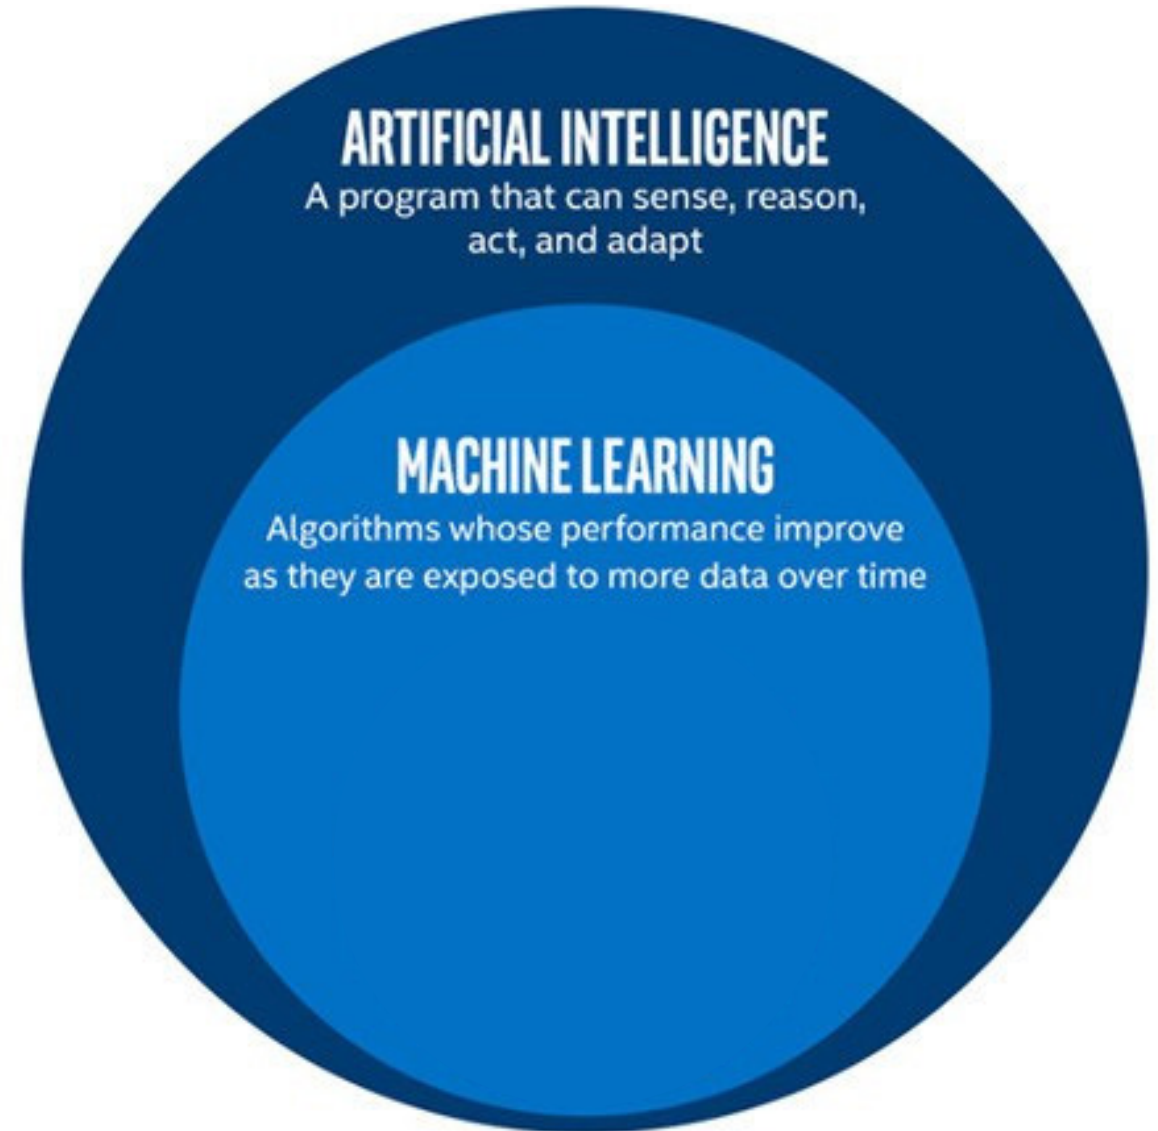 ARTIFICIAL INTELLIGENCE
A program that can sense, reason,
act, and adapt
MACHINE LEARNING
Algorithms whose performance improve
as they are exposed to more data over time